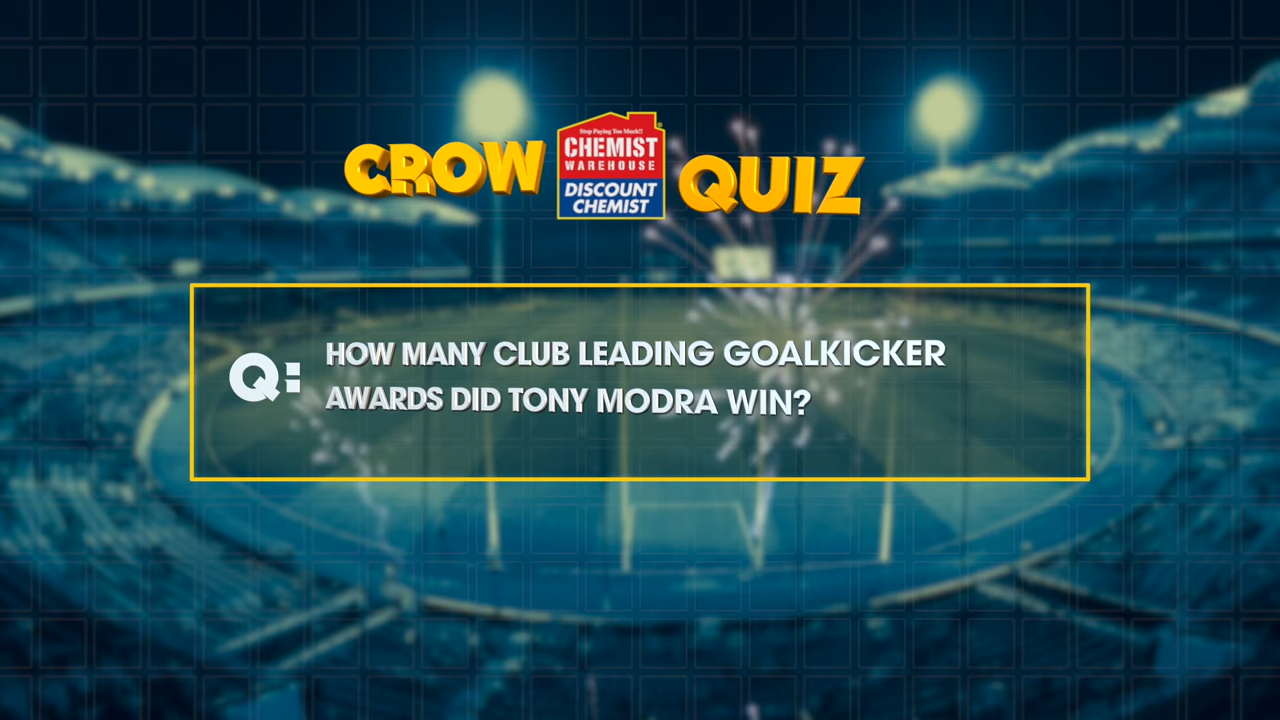 CROW
Stop Paying Too Much!!
CHEMIST
WAREHOUSE
DISCOUNT
CHEMIST
QUIZ
Q: HOW MANY CLUB LEADING GOALKICKER
AWARDS DID TONY MODRA WIN?